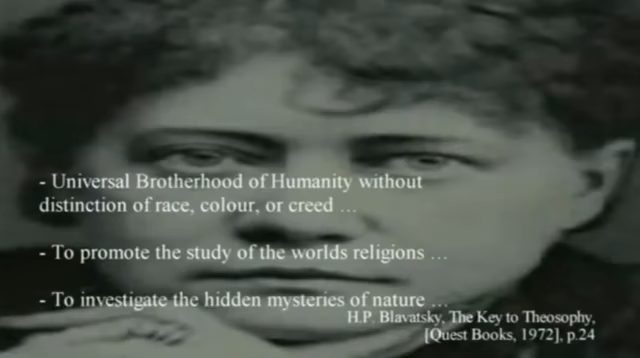 - Universal Brotherhood of Humanity without
distinction of race, colour, or creed ...
- To promote the study of the worlds religions ...
- To investigate the hidden mysteries of nature ...
H.P. Blavatsky, The Key to Theosophy,
[Quest Books, 1972], p.24